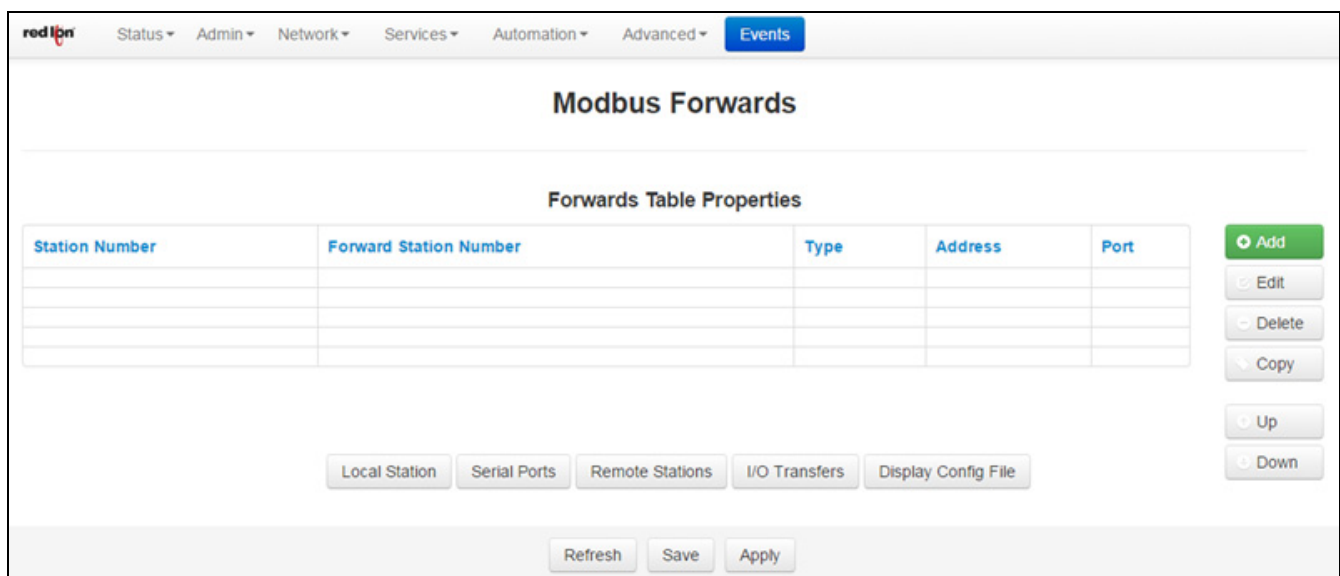 red lion Status Admin Network Services Automation Advanced Events
Modbus Forwards
Forwards Table Properties
Station Number Forward Station Number Type Address Port
Add
Edit
Delete
Copy
Up
Down
Local Station Serial Ports Remote Stations I/O Transfers Display Config File
Refresh Save Apply